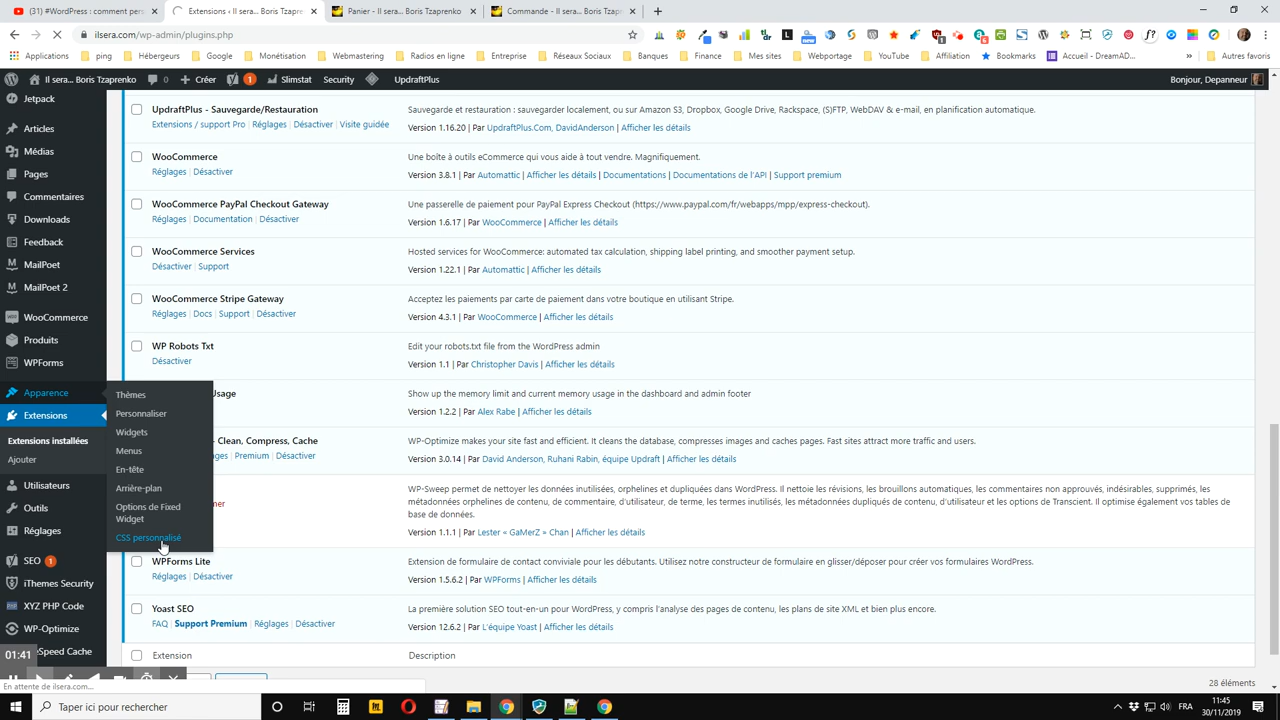 (31) #WordPress : comment pers
Extensions ‹ Il sera... Boris Tzapre
Panier - Il sera... Boris Tzaprenko
Commande - Il sera... Boris Tzapre
ilsera.com/wp-admin/plugins.php
Applications
ping
Hébergeurs
Google
Monétisation
Webmastering
Radios en ligne
Entreprise
Réseaux Sociaux
Banques
Finance
Mes sites
Webportage
YouTube
Affiliation
Bookmarks
Accueil - DreamAD...
»
Autres favoris
Il sera... Boris Tzaprenko
0
Créer
1
Slimstat
Security
UpdraftPlus
Bonjour, Depanneur
Jetpack
Articles
Médias
Pages
Commentaires
Downloads
Feedback
MailPoet
MailPoet 2
WooCommerce
Produits
WPForms
Apparence
Extensions
Extensions installées
Ajouter
Utilisateurs
Outils
Réglages
SEO 1
iThemes Security
XYZ PHP Code
WP-Optimize
eSpeed Cache
Thèmes
Personnaliser
Widgets
Menus
En-tête
Arrière-plan
Options de Fixed
Widget
CSS personnalisé
UpdraftPlus - Sauvegarde/Restauration
Extensions / support Pro | Réglages | Désactiver | Visite guidée
Sauvegarde et restauration : sauvegarder localement, ou sur Amazon S3, Dropbox, Google Drive, Rackspace, (S)FTP, WebDAV & e-mail, en planification automatique.
Version 1.16.20 | Par UpdraftPlus.Com, DavidAnderson | Afficher les détails
WooCommerce
Réglages | Désactiver
Une boîte à outils eCommerce qui vous aide à tout vendre. Magnifiquement.
Version 3.8.1 | Par Automattic | Afficher les détails | Documentations | Documentations de l'API | Support premium
WooCommerce PayPal Checkout Gateway
Réglages | Documentation | Désactiver
Une passerelle de paiement pour PayPal Express Checkout (https://www.paypal.com/fr/webapps/mpp/express-checkout).
Version 1.6.17 | Par WooCommerce | Afficher les détails
WooCommerce Services
Désactiver | Support
Hosted services for WooCommerce: automated tax calculation, shipping label printing, and smoother payment setup.
Version 1.22.1 | Par Automattic | Afficher les détails
WooCommerce Stripe Gateway
Réglages | Docs | Support | Désactiver
Acceptez les paiements par carte de paiement dans votre boutique en utilisant Stripe.
Version 4.3.1 | Par WooCommerce | Afficher les détails
WP Robots Txt
Désactiver
Edit your robots.txt file from the WordPress admin
Version 1.1 | Par Christopher Davis | Afficher les détails
Usage
Show up the memory limit and current memory usage in the dashboard and admin footer
Version 1.2.2 | Par Alex Rabe | Afficher les détails
- Clean, Compress, Cache
ges | Premium | Désactiver
WP-Optimize makes your site fast and efficient. It cleans the database, compresses images and caches pages. Fast sites attract more traffic and users.
Version 3.0.14 | Par David Anderson, Ruhani Rabin, équipe Updraft | Afficher les détails
mer
WP-Sweep permet de nettoyer les données inutilisées, orphelines et dupliquées dans WordPress. Il nettoie les révisions, les brouillons automatiques, les commentaires non approuvés, indésirables, supprimés, les
métadonnées orphelines de contenu, de commentaire, d'utilisateur, de terme, les termes inutilisés, les métadonnées dupliqués de contenu, d'utilisateur, et les options de Transcient. Il optimise également vos tables de
base de données.
Version 1.1.1 | Par Lester « GaMerZ » Chan | Afficher les détails
WPForms Lite
Réglages | Désactiver
Extension de formulaire de contact conviviale pour les débutants. Utilisez notre constructeur de formulaire en glisser/déposer pour créer vos formulaires WordPress.
Version 1.5.6.2 | Par WPForms | Afficher les détails
Yoast SEO
FAQ | Support Premium | Réglages | Désactiver
La première solution SEO tout-en-un pour WordPress, y compris l'analyse des pages de contenu, les plans de site XML et bien plus encore.
Version 12.6.2 | Par L'équipe Yoast | Afficher les détails
Extension
Description
28 éléments
01:41
En attente de ilsera.com...
Taper ici pour rechercher
FRA
11:45
30/11/2019